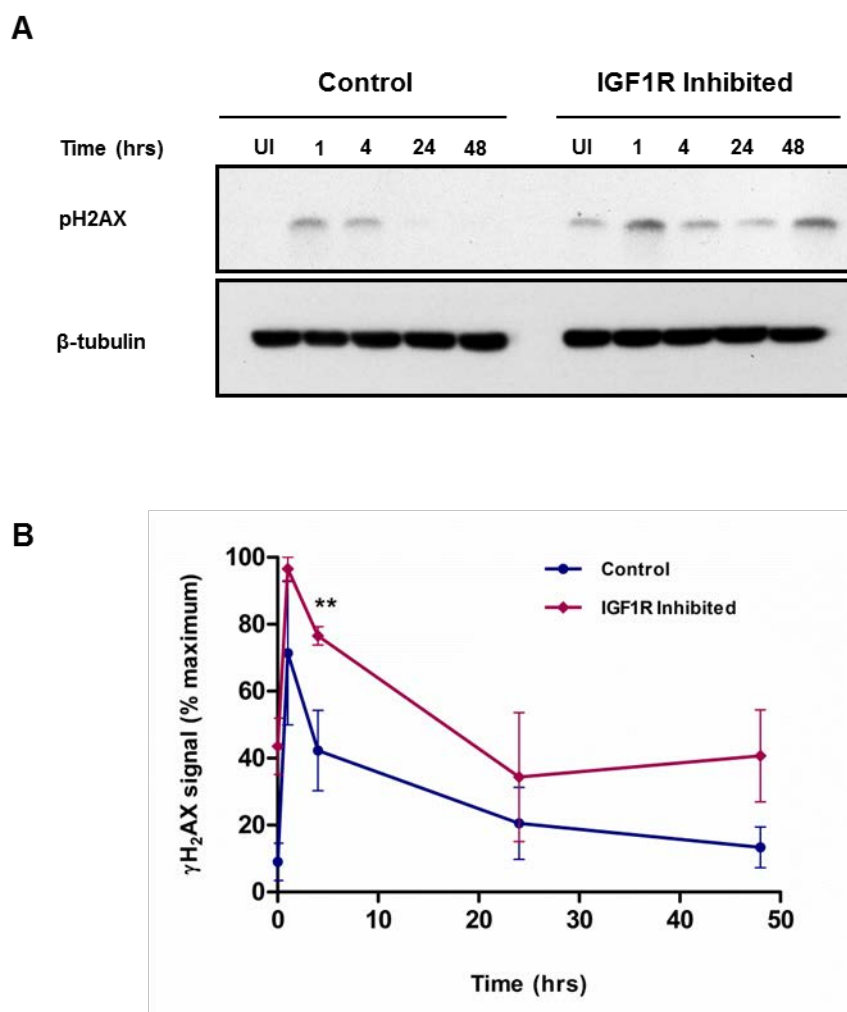 A
Control IGF1R Inhibited
Time (hrs) UI 1 4 24 48 UI 1 4 24 48
pH2AX
β-tubulin
B
γH₂AX signal (% maximum)
100
80
60
40
20
0
Control
IGF1R Inhibited
**
0 10 20 30 40 50
Time (hrs)